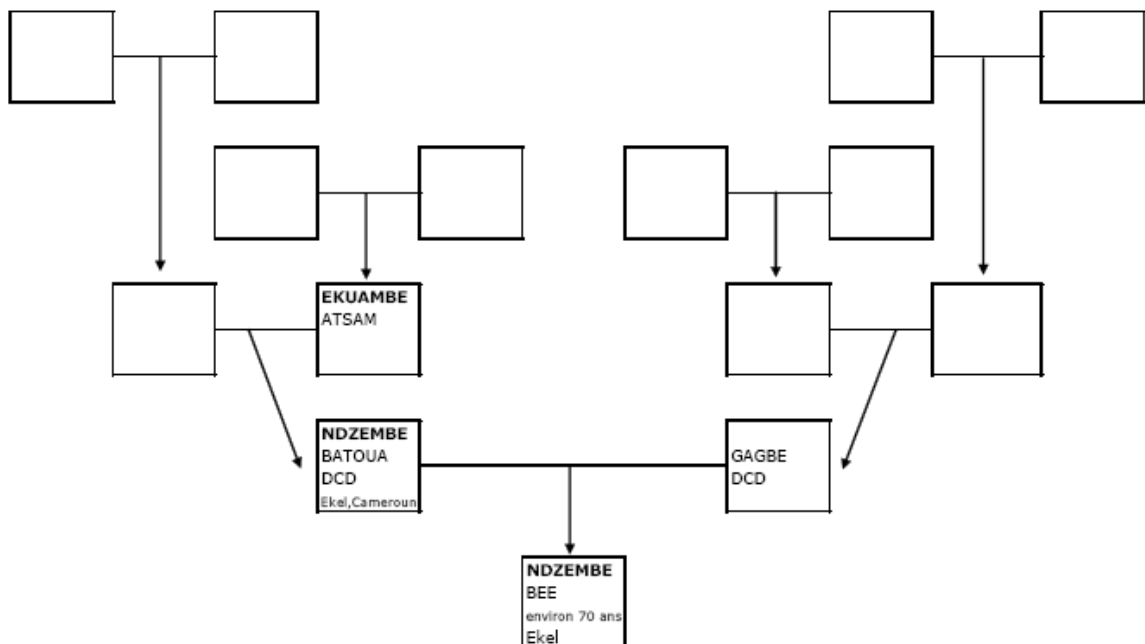 EKUAMBE
ATSAM
NDZEMBE
BATOUA
DCD
Ekel,Cameroun
GAGBE
DCD
NDZEMBE
BEE
environ 70 ans
Ekel